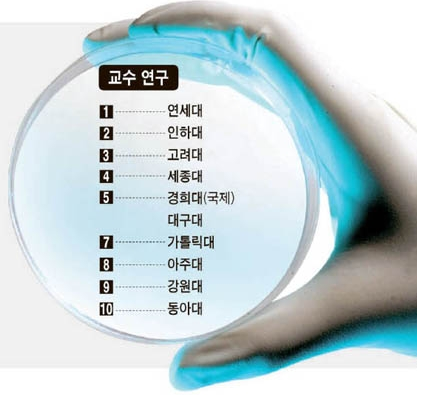 교수 연구
1 연세대
2 인하대
3 고려대
4 세종대
5 경희대(국제)
대구대
7 가톨릭대
8 아주대
9 강원대
10 동아대